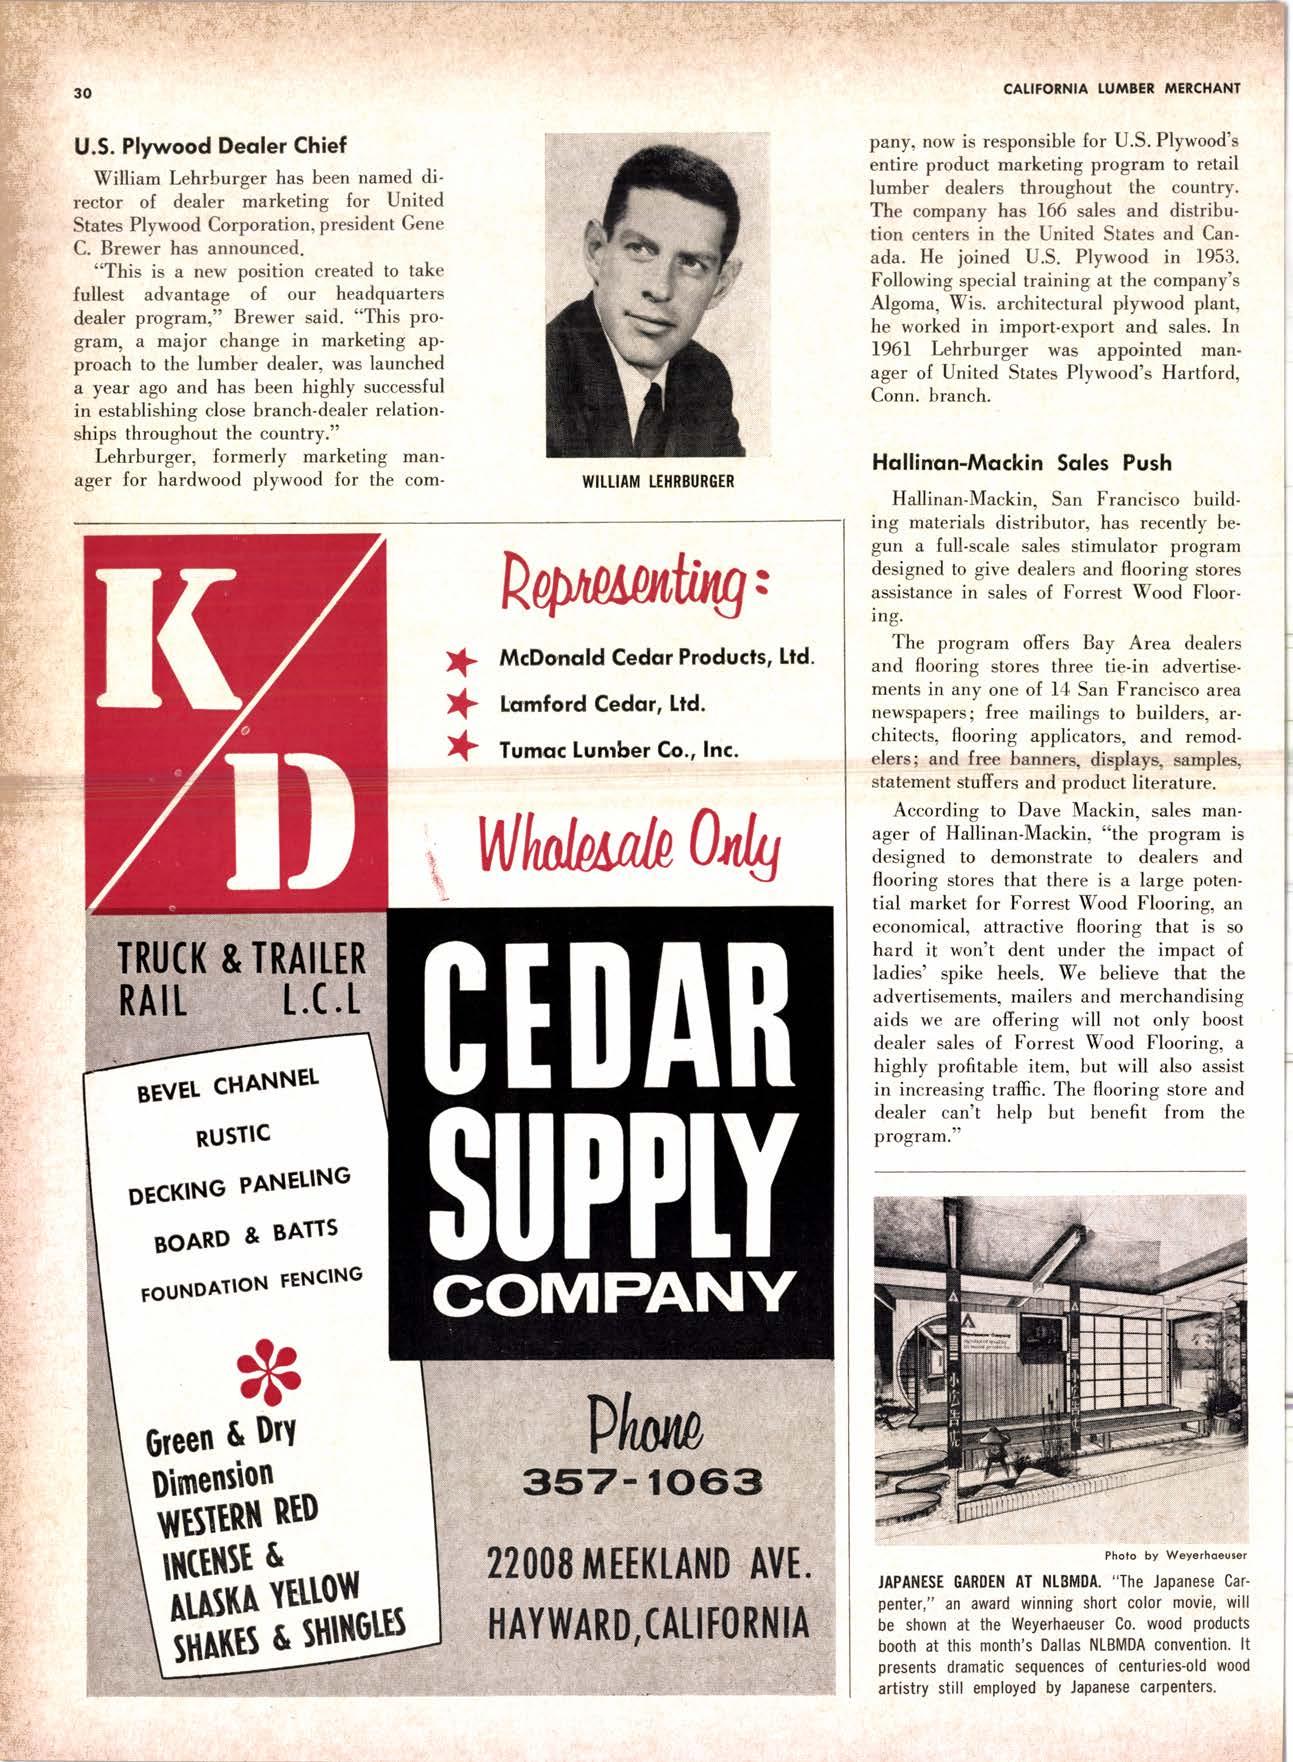 30
CALIFORNIA LUMBER MERCHANT
U.S. Plywood Dealer Chief
William Lehrburger has been named di-
rector of dealer marketing for United
States Plywood Corporation, president Gene
C. Brewer has announced.
"This is a new position created to take
fullest advantage of our headquarters
dealer program," Brewer said. "This pro-
gram, a major change in marketing ap-
proach to the lumber dealer, was launched
a year ago and has been highly successful
in establishing close branch-dealer relation-
ships throughout the country."
Lehrburger, formerly marketing man-
ager for hardwood plywood for the com-
WILLIAM LEHRBURGER
pany, now is responsible for U.S. Plywood's
entire product marketing program to retail
lumber dealers throughout the country.
The company has 166 sales and distribu-
tion centers in the United States and Can-
ada. He joined U.S. Plywood in 1953.
Following special training at the company's
Algoma, Wis. architectural plywood plant,
he worked in import-export and sales. In
1961 Lehrburger was appointed man-
ager of United States Plywood's Hartford,
Conn. branch.
Hallinan-Mackin Sales Push
Hallinan-Mackin, San Francisco build-
ing materials distributor, has recently be-
gun a full-scale sales stimulator program
designed to give dealers and flooring stores
assistance in sales of Forrest Wood Floor-
ing.
The program offers Bay Area dealers
and flooring stores three tie-in advertise-
ments in any one of 14 San Francisco area
newspapers; free mailings to builders, ar-
chitects, flooring applicators, and remod-
elers; and free banners, displays, samples,
statement stuffers and product literature.
According to Dave Mackin, sales man-
ager of Hallinan-Mackin, "the program is
designed to demonstrate to dealers and
flooring stores that there is a large poten-
tial market for Forrest Wood Flooring, an
economical, attractive flooring that is so
hard it won't dent under the impact of
ladies' spike heels. We believe that the
advertisements, mailers and merchandising
aids we are offering will not only boost
dealer sales of Forrest Wood Flooring, a
highly profitable item, but will also assist
in increasing traffic. The flooring store and
dealer can't help but benefit from the
program."
K/D
Representing:
McDonald Cedar Products, Ltd.
Lamford Cedar, Ltd.
Tumac Lumber Co., Inc.
Wholesale Only
TRUCK & TRAILER
RAIL L.C.L
BEVEL CHANNEL
RUSTIC
DECKING PANELING
BOARD & BATTS
FOUNDATION FENCING
Green & Dry
Dimension
WESTERN RED
INCENSE &
ALASKA YELLOW
SHAKES & SHINGLES
CEDAR
SUPPLY
COMPANY
Phone
357-1063
22008 MEEKLAND AVE.
HAYWARD, CALIFORNIA
Weyerhaeuser Company
Photo by Weyerhaeuser
JAPANESE GARDEN AT NLBMDA. "The Japanese Car-
penter," an award winning short color movie, will
be shown at the Weyerhaeuser Co. wood products
booth at this month's Dallas NLBMDA convention. It
presents dramatic sequences of centuries-old wood
artistry still employed by Japanese carpenters.